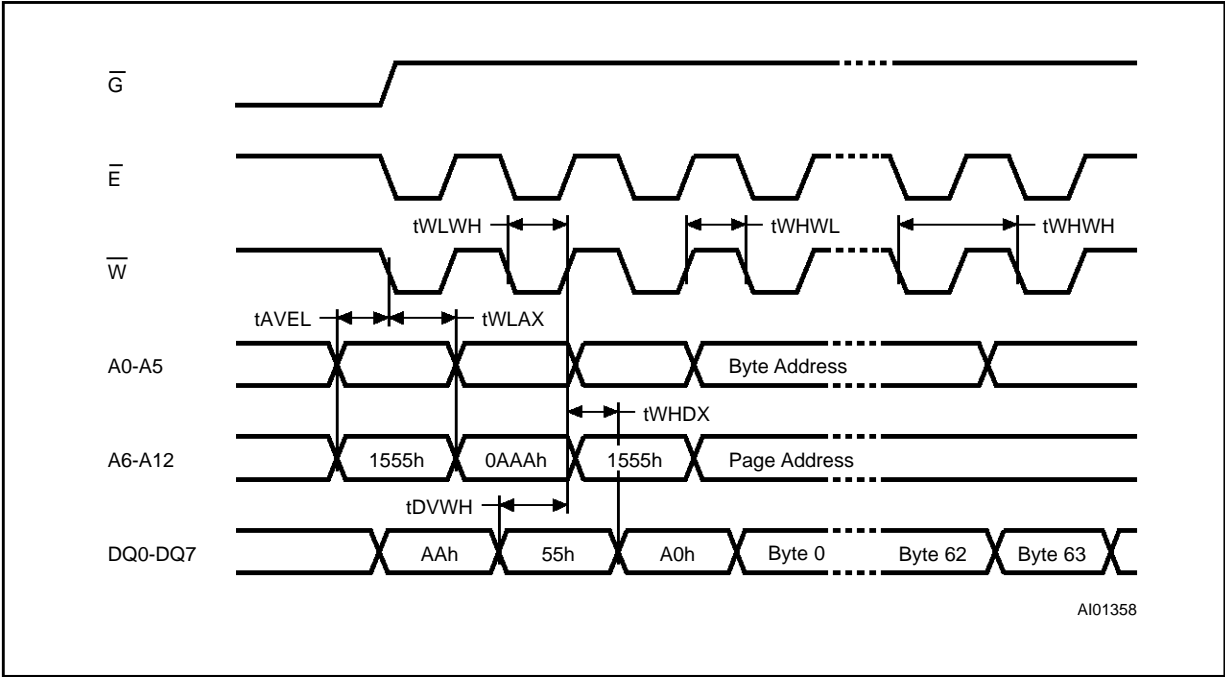 G̅
E̅
tWLWH tWHWL tWHWH
W̅
tAVEL tWLAX
A0-A5 Byte Address
tWHDX
A6-A12 1555h 0AAAh 1555h Page Address
tDVWH
DQ0-DQ7 AAh 55h A0h Byte 0 Byte 62 Byte 63
AI01358